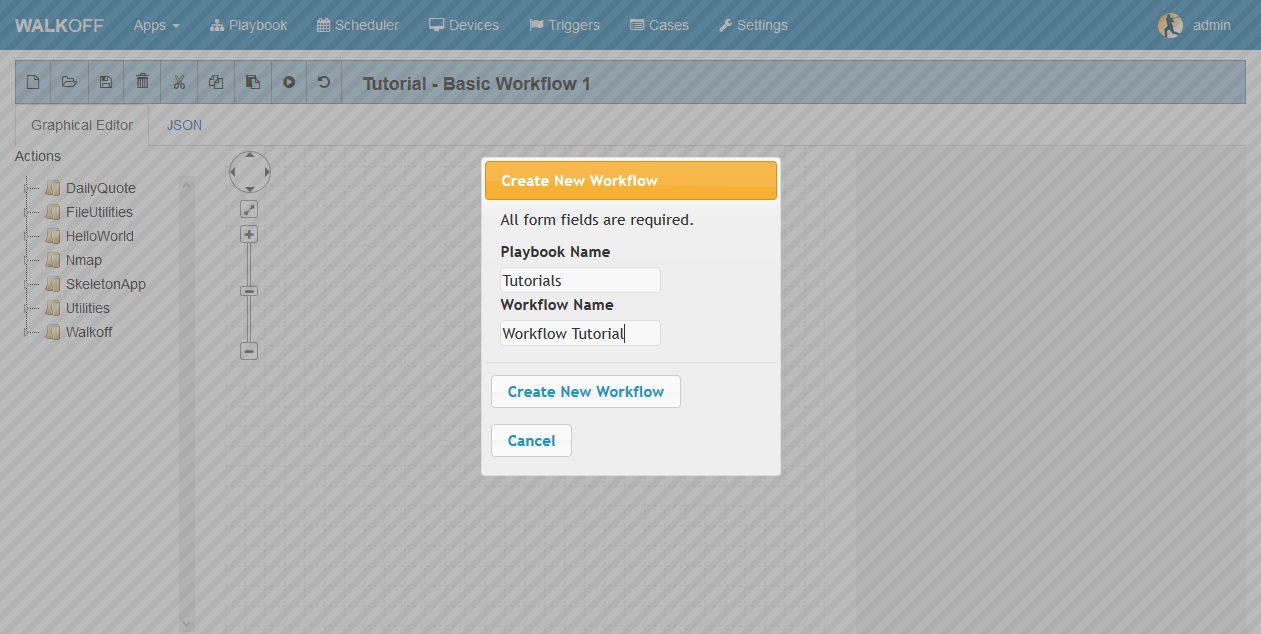 WALKOFF Apps Playbook Scheduler Devices Triggers Cases Settings admin
Tutorial - Basic Workflow 1
Graphical Editor JSON
Actions
DailyQuote
FileUtilities
HelloWorld
Nmap
SkeletonApp
Utilities
Walkoff
Create New Workflow
All form fields are required.
Playbook Name
Tutorials
Workflow Name
Workflow Tutorial
Create New Workflow
Cancel